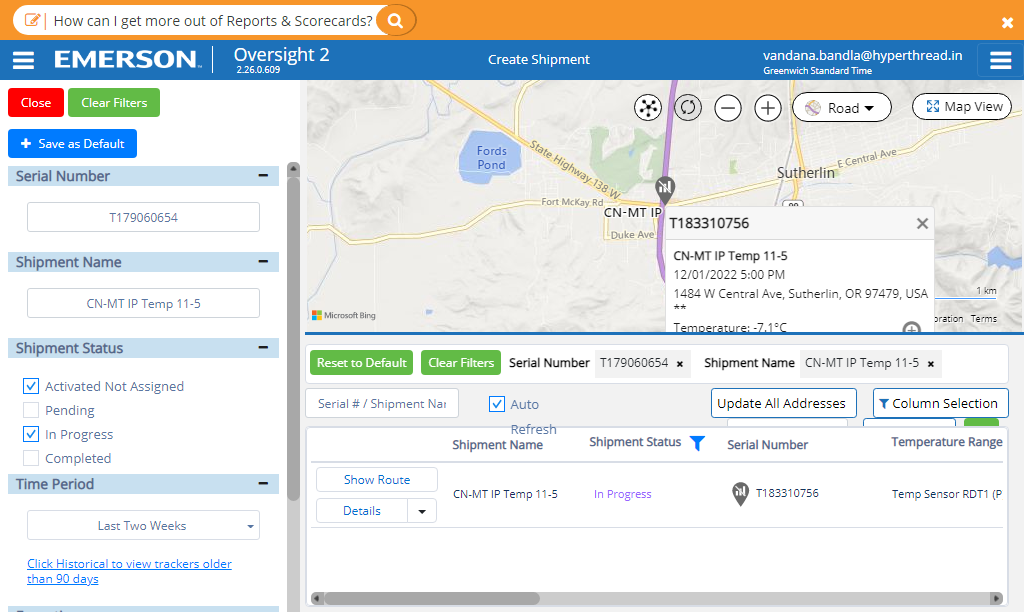 How can I get more out of Reports & Scorecards?
EMERSON
Oversight 2
2.26.0.609
Create Shipment
vandana.bandla@hyperthread.in
Greenwich Standard Time
Close
Clear Filters
Save as Default
Serial Number
T179060654
Shipment Name
CN-MT IP Temp 11-5
Shipment Status
Activated Not Assigned
Pending
In Progress
Completed
Time Period
Last Two Weeks
Click Historical to view trackers older
than 90 days
Road
Map View
Fords
Pond
State Highway 138 W
E Central Ave
Sutherlin
Fort McKay Rd
CN-MT IP
Duke Ave
99
T183310756
CN-MT IP Temp 11-5
12/01/2022 5:00 PM
1484 W Central Ave, Sutherlin, OR 97479, USA
**
Temperature: -7.1°C
1 km
oration Terms
Microsoft Bing
Reset to Default
Clear Filters
Serial Number
T179060654 ×
Shipment Name
CN-MT IP Temp 11-5 ×
Serial # / Shipment Nar
Auto
Refresh
Update All Addresses
Column Selection
Shipment Name
Shipment Status
Serial Number
Temperature Range
Show Route
Details
CN-MT IP Temp 11-5
In Progress
T183310756
Temp Sensor RDT1 (P